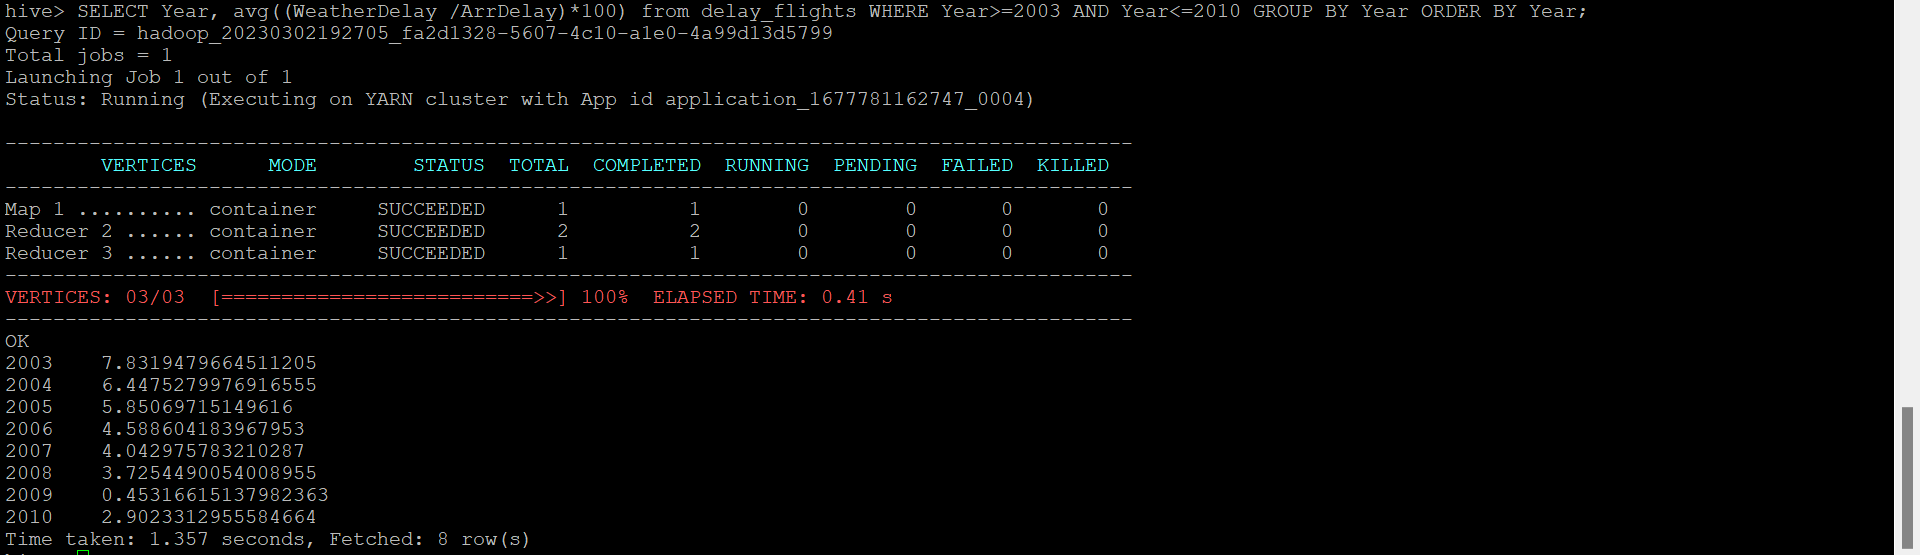 hive> SELECT Year, avg((WeatherDelay /ArrDelay)*100) from delay_flights WHERE Year>=2003 AND Year<=2010 GROUP BY Year ORDER BY Year;
Query ID = hadoop_20230302192705_fa2d1328-5607-4c10-a1e0-4a99d13d5799
Total jobs = 1
Launching Job 1 out of 1
Status: Running (Executing on YARN cluster with App id application_1677781162747_0004)
----------------------------------------------------------------------------------------------
        VERTICES      MODE        STATUS  TOTAL  COMPLETED  RUNNING  PENDING  FAILED  KILLED
----------------------------------------------------------------------------------------------
Map 1 .......... container     SUCCEEDED      1          1        0        0       0       0
Reducer 2 ...... container     SUCCEEDED      2          2        0        0       0       0
Reducer 3 ...... container     SUCCEEDED      1          1        0        0       0       0
----------------------------------------------------------------------------------------------
VERTICES: 03/03  [==========================>>] 100%  ELAPSED TIME: 0.41 s
----------------------------------------------------------------------------------------------
OK
2003    7.8319479664511205
2004    6.4475279976916555
2005    5.85069715149616
2006    4.588604183967953
2007    4.042975783210287
2008    3.7254490054008955
2009    0.45316615137982363
2010    2.9023312955584664
Time taken: 1.357 seconds, Fetched: 8 row(s)